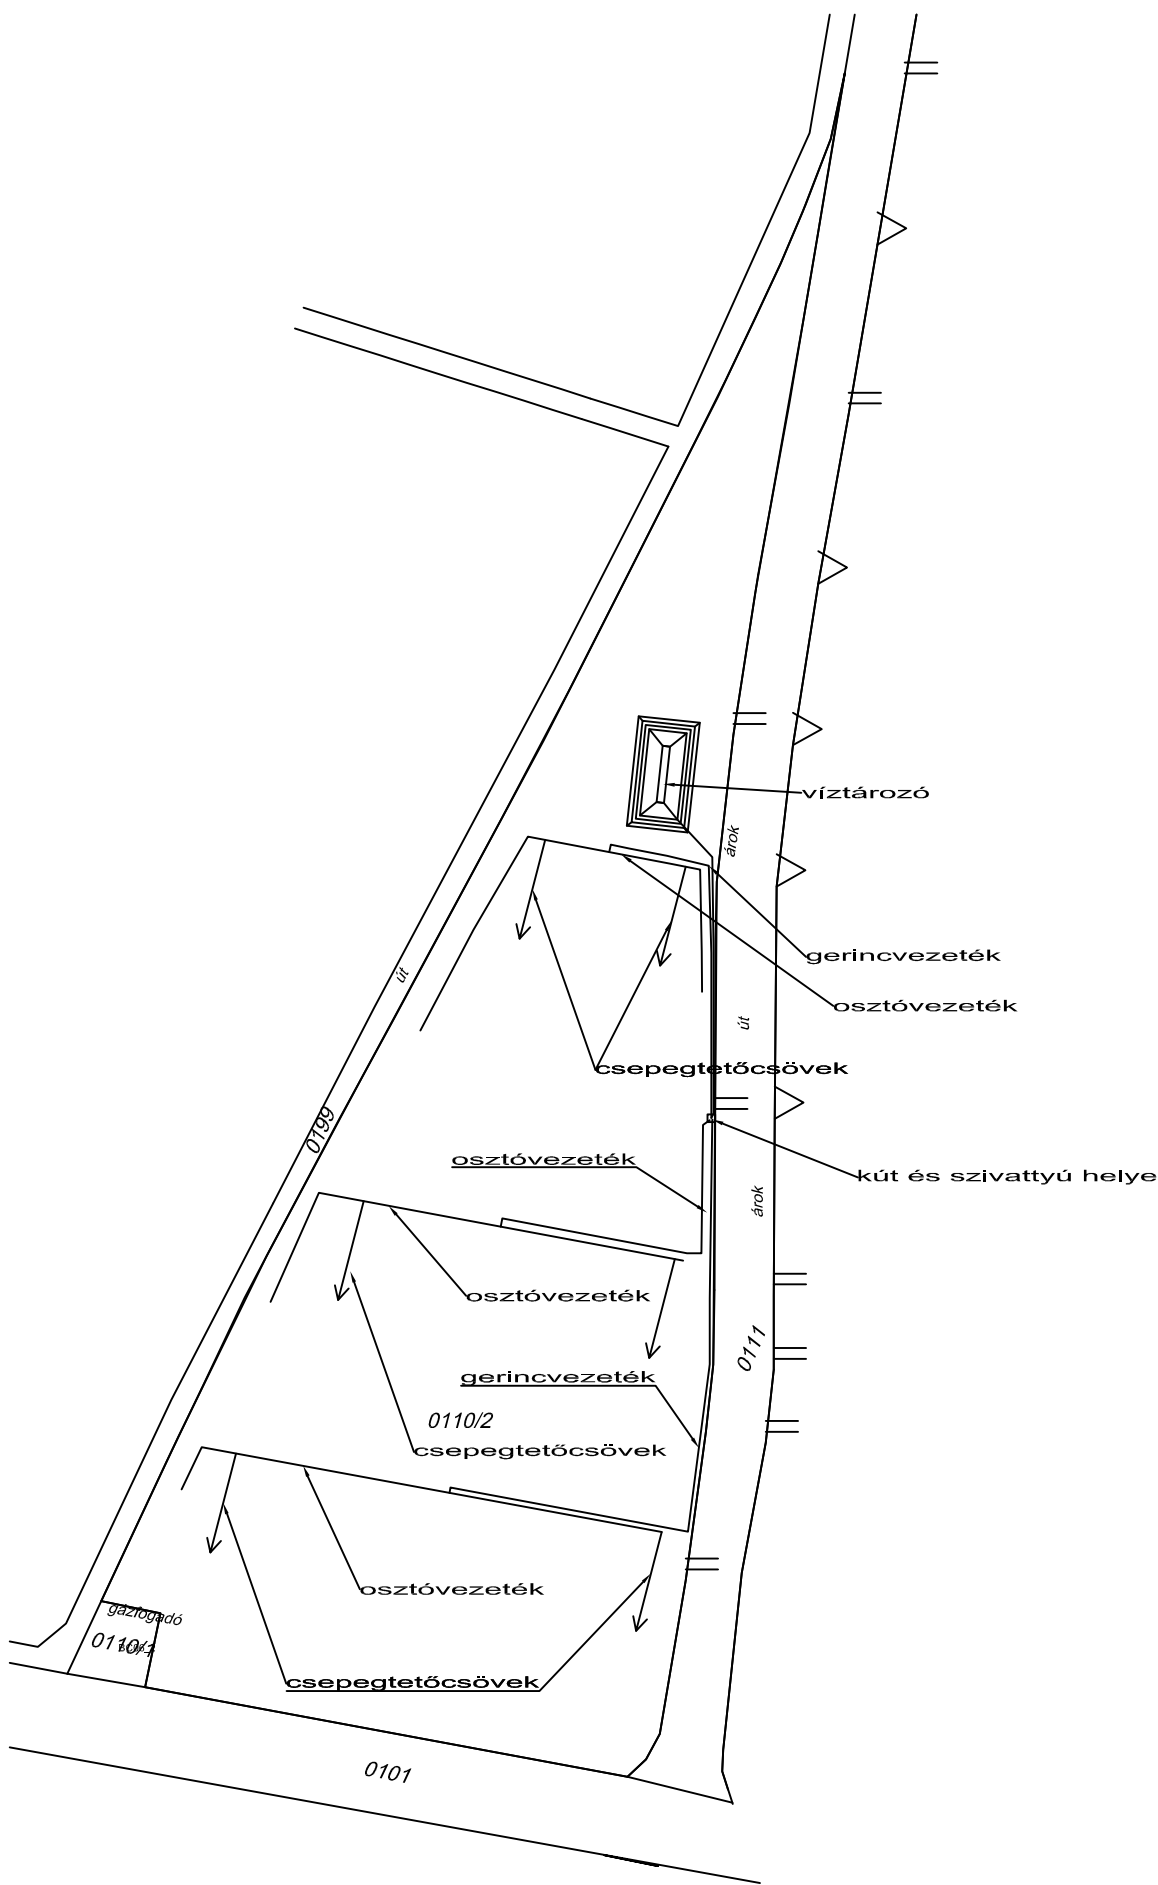 víztározó
árok
gerincvezeték
út
osztóvezeték
út
csepegtetőcsövek
0199
osztóvezeték
kút és szivattyú helye
árok
osztóvezeték
0111
gerincvezeték
0110/2
csepegtetőcsövek
osztóvezeték
gázfogadó
0110/1
csepegtetőcsövek
0101